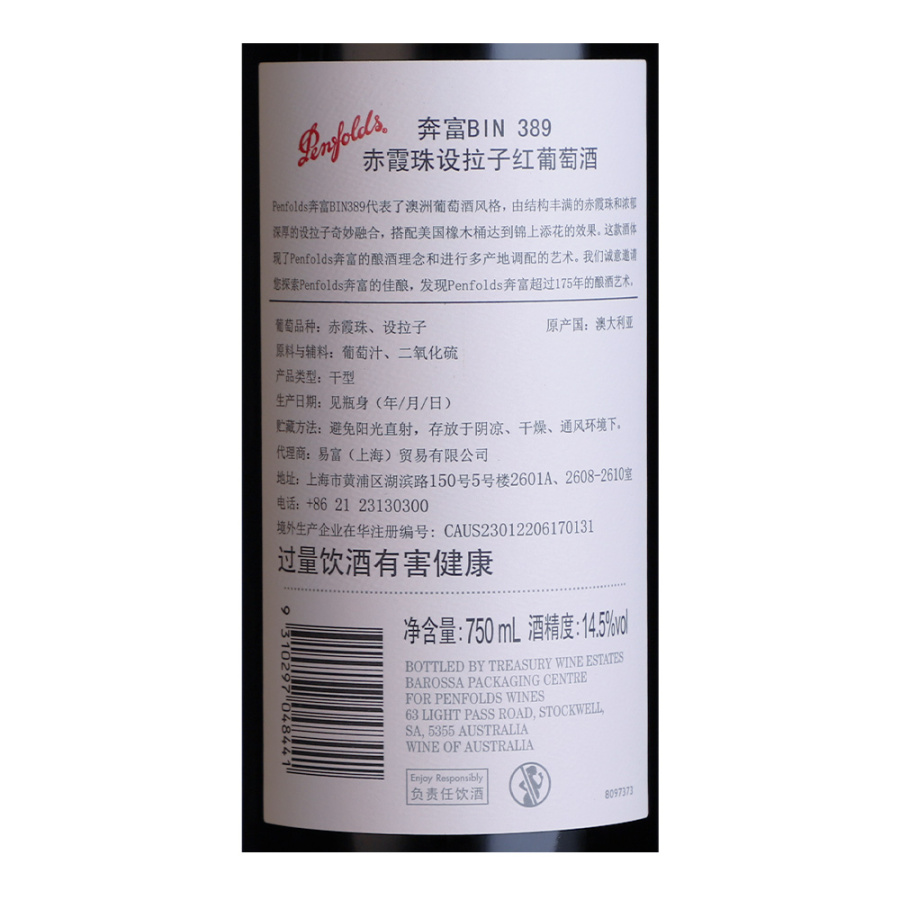 Penfolds
奔富BIN 389
赤霞珠设拉子红葡萄酒
Penfolds奔富BIN389代表了澳洲葡萄酒风格，由结构丰满的赤霞珠和浓郁
深厚的设拉子奇妙融合，搭配美国橡木桶达到锦上添花的效果。这款酒体
现了Penfolds奔富的酿酒理念和进行多产地调配的艺术。我们诚意邀请
您探索Penfolds奔富的佳酿，发现Penfolds奔富超过175年的酿酒艺术。
葡萄品种：赤霞珠、设拉子 原产国：澳大利亚
原料与辅料：葡萄汁、二氧化硫
产品类型：干型
生产日期：见瓶身（年/月/日）
贮藏方法：避免阳光直射，存放于阴凉、干燥、通风环境下。
代理商：易富（上海）贸易有限公司
地址：上海市黄浦区湖滨路150号5号楼2601A、2608-2610室
电话：+86 21 23130300
境外生产企业在华注册编号：CAUS23012206170131
过量饮酒有害健康
净含量：750 mL 酒精度：14.5%vol
9 310297 048441
BOTTLED BY TREASURY WINE ESTATES
BAROSSA PACKAGING CENTRE
FOR PENFOLDS WINES
63 LIGHT PASS ROAD, STOCKWELL,
SA, 5355 AUSTRALIA
WINE OF AUSTRALIA
Enjoy Responsibly
负责任饮酒
8097373